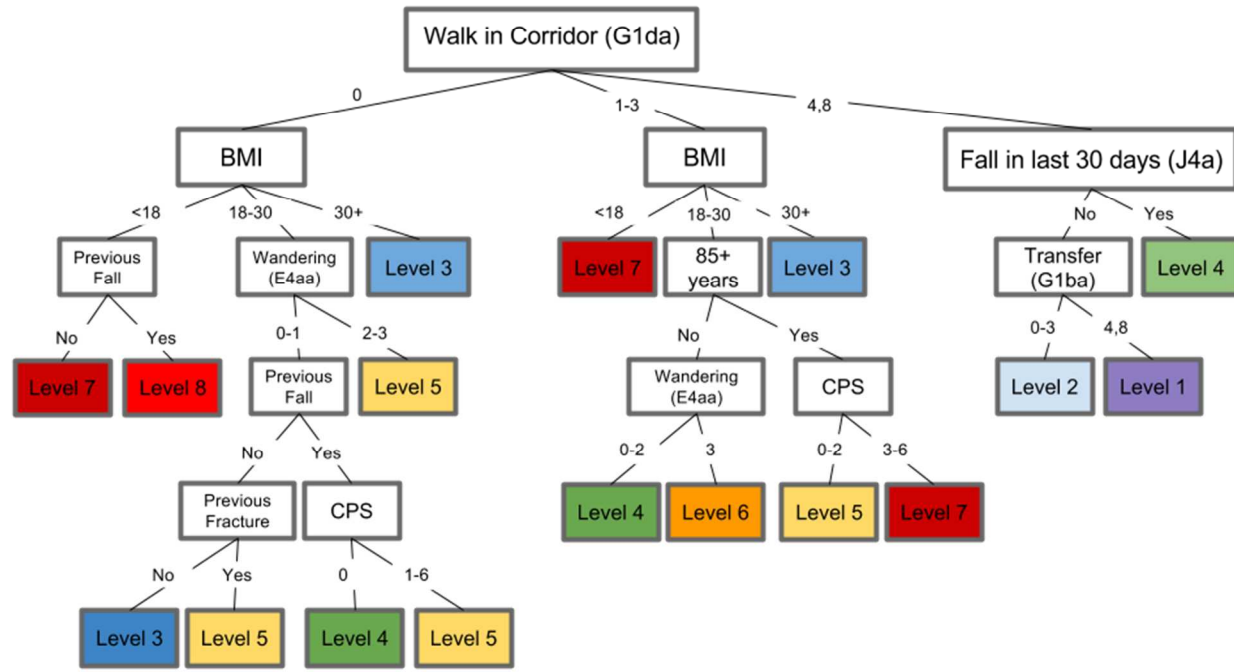 Walk in Corridor (G1da)
0
1-3
4,8
BMI
BMI
Fall in last 30 days (J4a)
<18
18-30
30+
<18
18-30
30+
No
Yes
Previous
Fall
Wandering
(E4aa)
Level 3
Level 7
85+
years
Level 3
Transfer
(G1ba)
Level 4
No
Yes
0-1
2-3
No
Yes
0-3
4,8
Level 7
Level 8
Previous
Fall
Level 5
Wandering
(E4aa)
CPS
Level 2
Level 1
No
Yes
0-2
3
0-2
3-6
Previous
Fracture
CPS
Level 4
Level 6
Level 5
Level 7
No
Yes
0
1-6
Level 3
Level 5
Level 4
Level 5